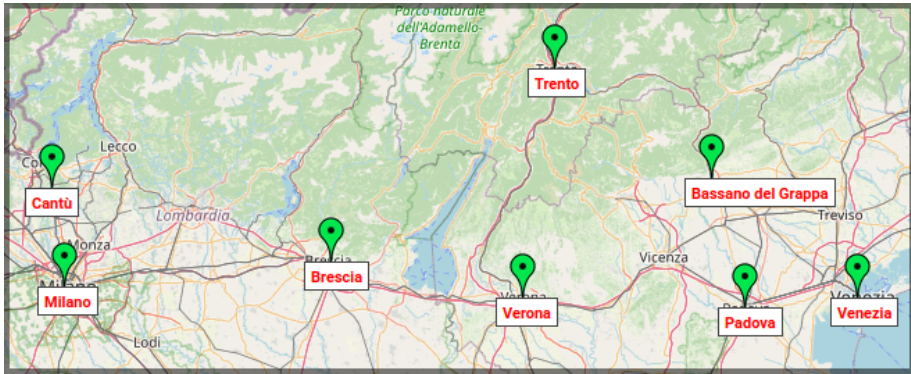 Parco naturale
dell'Adamello-
Brenta
Trento
Lecco
Cantù
Bassano del Grappa
Lombardia
Treviso
Monza
Brescia
Vicenza
Milano
Verona
Padova
Venezia
Lodi